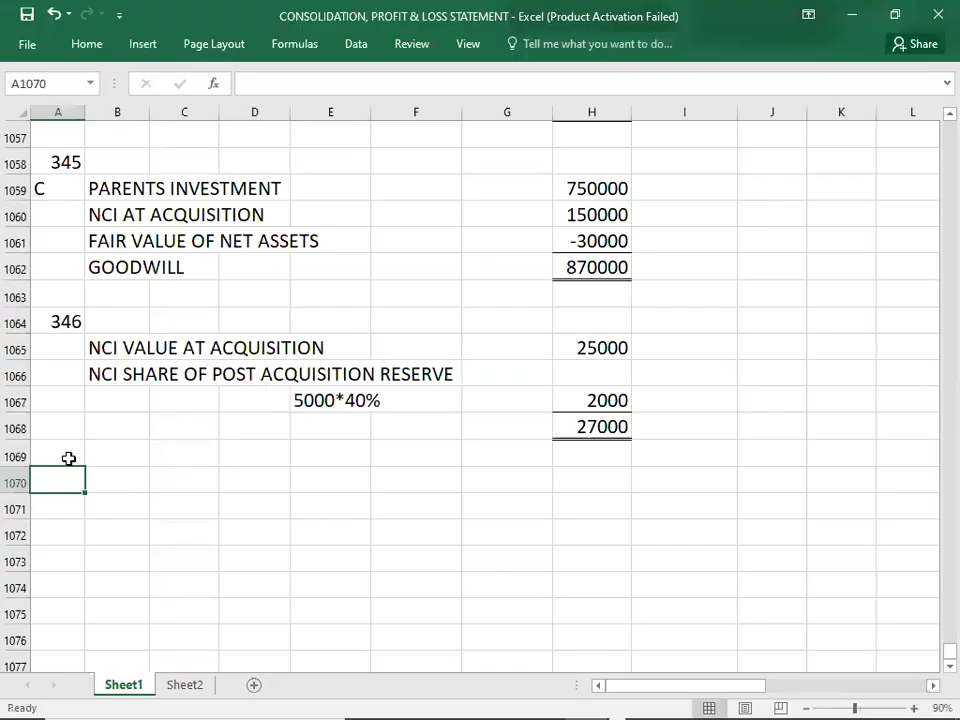 CONSOLIDATION, PROFIT & LOSS STATEMENT - Excel (Product Activation Failed)
File Home Insert Page Layout Formulas Data Review View Tell me what you want to do... Share
A1070 fx
A B C D E F G H I J K L
1057
1058 345
1059 C PARENTS INVESTMENT 750000
1060 NCI AT ACQUISITION 150000
1061 FAIR VALUE OF NET ASSETS -30000
1062 GOODWILL 870000
1063
1064 346
1065 NCI VALUE AT ACQUISITION 25000
1066 NCI SHARE OF POST ACQUISITION RESERVE
1067 5000*40% 2000
1068 27000
1069
1070
1071
1072
1073
1074
1075
1076
1077
Sheet1 Sheet2
Ready 90%